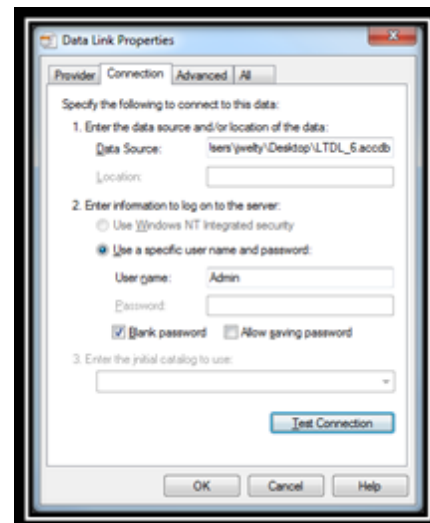 Data Link Properties
Provider Connection Advanced All
Specify the following to connect to this data:
1. Enter the data source and/or location of the data:
Data Source: lsers\jwelty\Desktop\LTDL_6.accdb
Location:
2. Enter information to log on to the server:
Use Windows NT Integrated security
Use a specific user name and password:
User name: Admin
Password:
Blank password Allow saving password
3. Enter the initial catalog to use:
Test Connection
OK Cancel Help